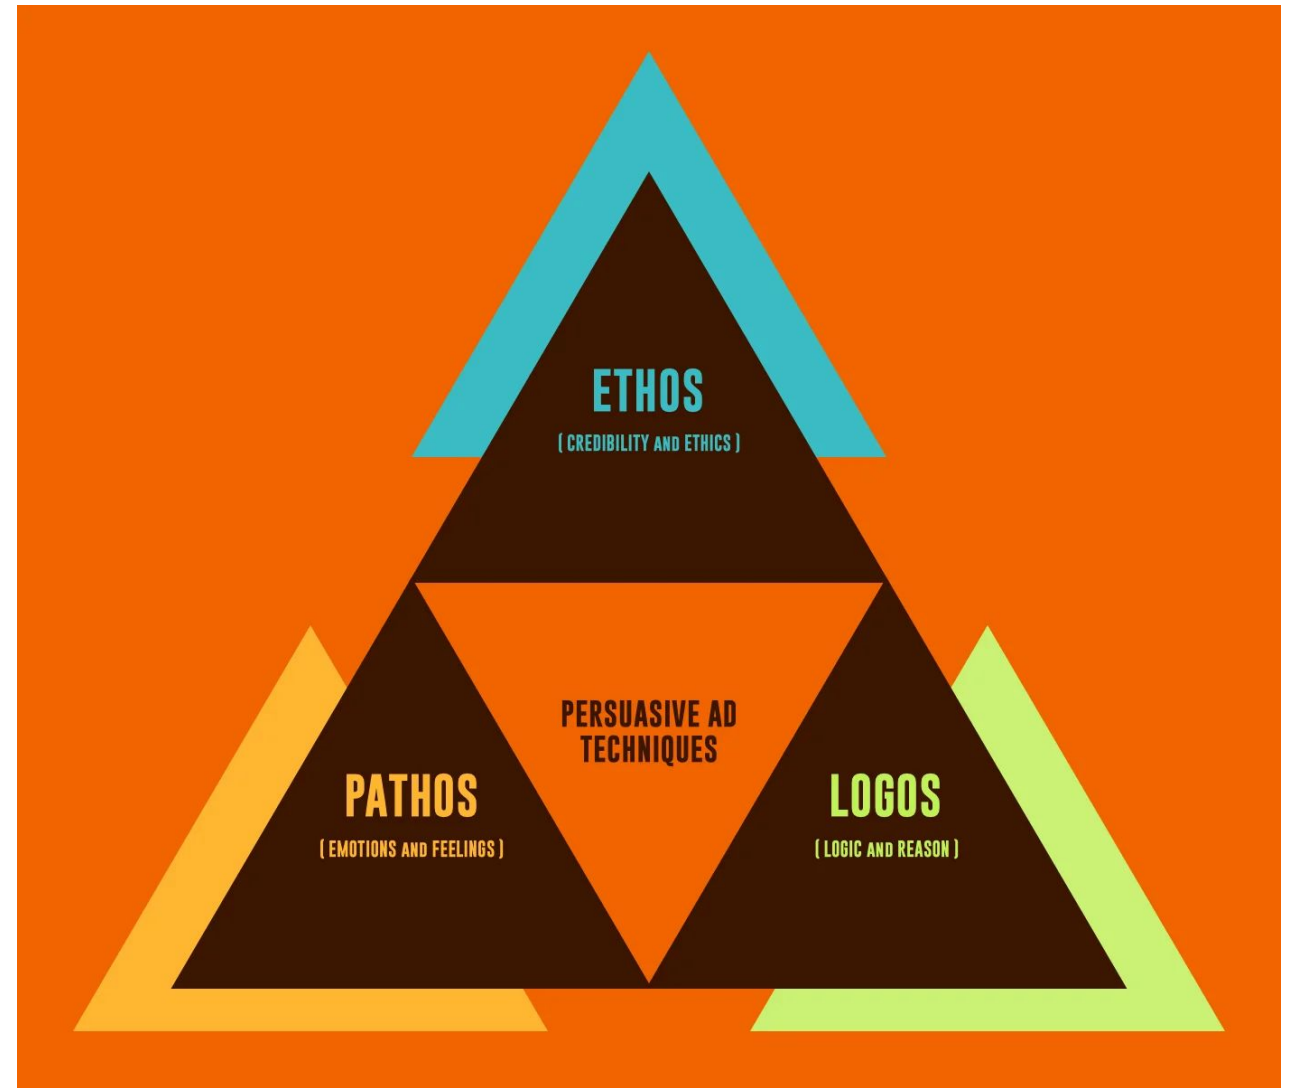 ETHOS
( CREDIBILITY AND ETHICS )
PERSUASIVE AD
TECHNIQUES
PATHOS
( EMOTIONS AND FEELINGS )
LOGOS
( LOGIC AND REASON )